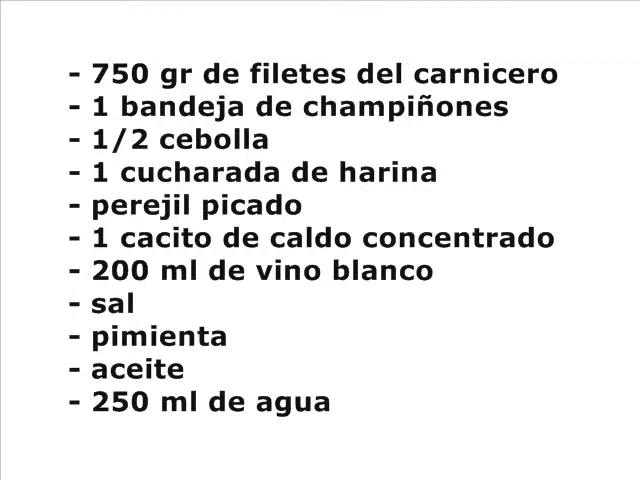 - 750 gr de filetes del carnicero
- 1 bandeja de champiñones
- 1/2 cebolla
- 1 cucharada de harina
- perejil picado
- 1 cacito de caldo concentrado
- 200 ml de vino blanco
- sal
- pimienta
- aceite
- 250 ml de agua